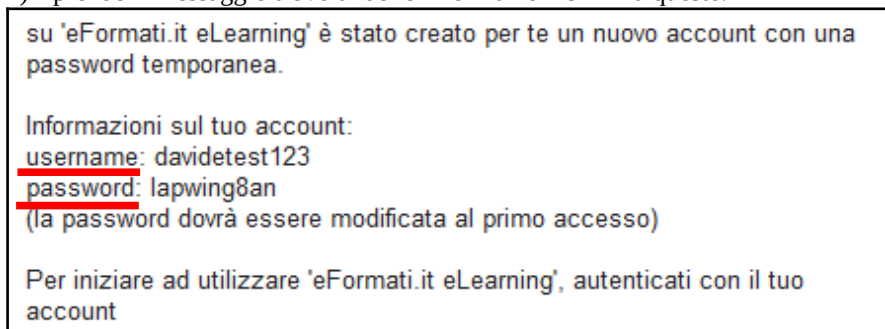 su 'eFormati.it eLearning' è stato creato per te un nuovo account con una
password temporanea.
Informazioni sul tuo account:
username: davidetest123
password: lapwing8an
(la password dovrà essere modificata al primo accesso)
Per iniziare ad utilizzare 'eFormati.it eLearning', autenticati con il tuo
account